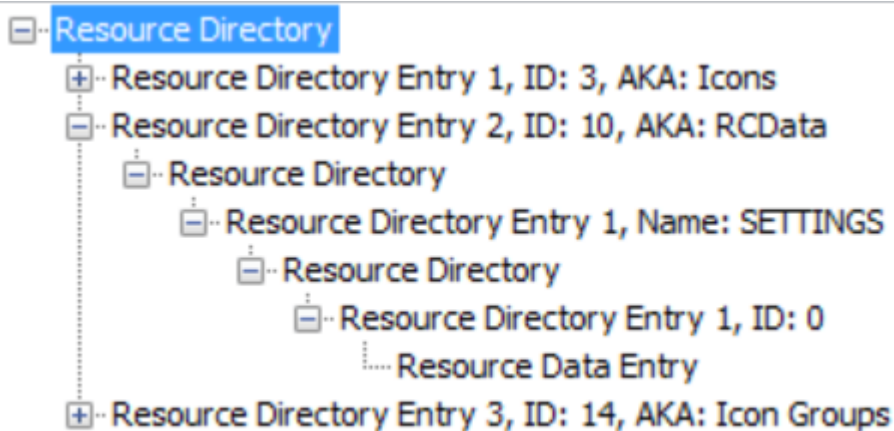 Resource Directory
Resource Directory Entry 1, ID: 3, AKA: Icons
Resource Directory Entry 2, ID: 10, AKA: RCData
Resource Directory
Resource Directory Entry 1, Name: SETTINGS
Resource Directory
Resource Directory Entry 1, ID: 0
Resource Data Entry
Resource Directory Entry 3, ID: 14, AKA: Icon Groups